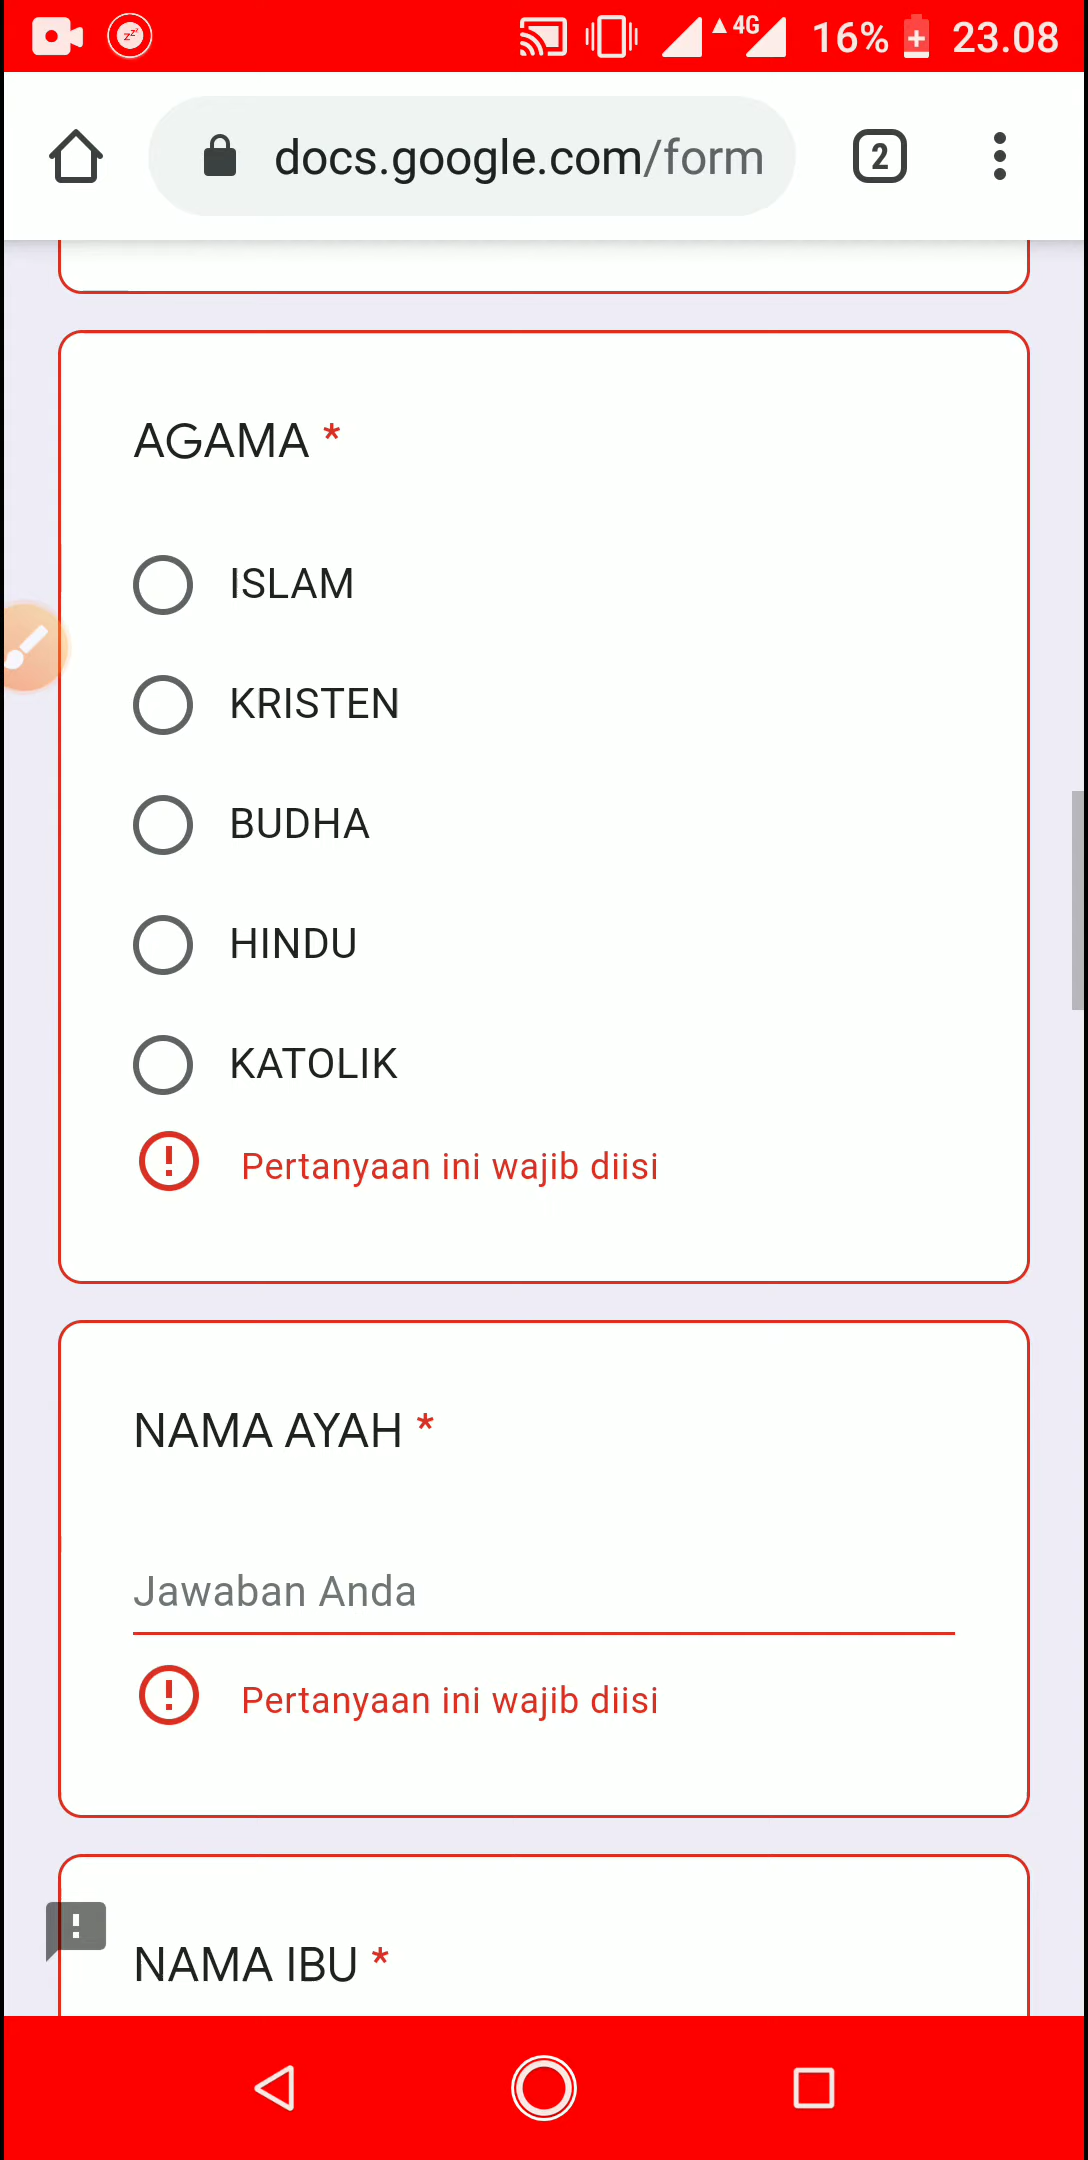 4G 16% 23.08
docs.google.com/form 2
AGAMA *
ISLAM
KRISTEN
BUDHA
HINDU
KATOLIK
Pertanyaan ini wajib diisi
NAMA AYAH *
Jawaban Anda
Pertanyaan ini wajib diisi
NAMA IBU *